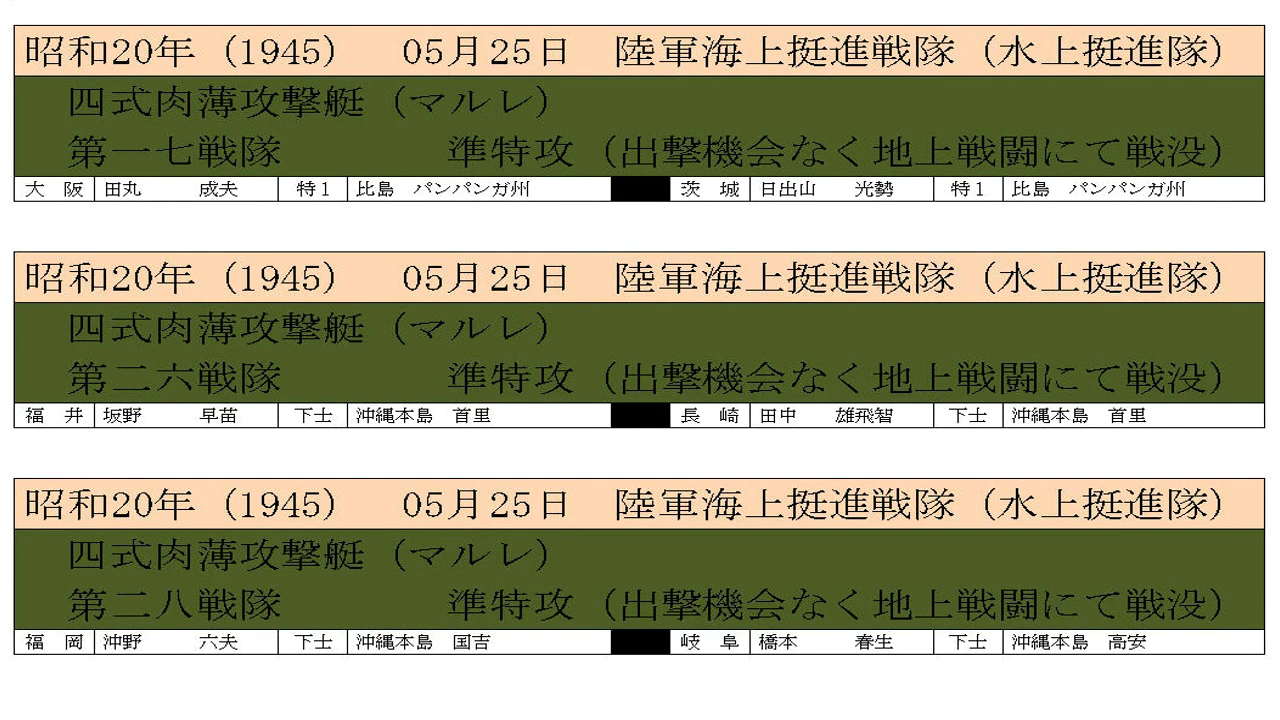 昭和20年（1945）　05月25日　陸軍海上挺進戦隊（水上挺進隊）
四式肉薄攻撃艇（マルレ）
第一七戦隊　準特攻（出撃機会なく地上戦闘にて戦没）
大　阪　田丸　成夫　特１　比島　パンパンガ州　茨　城　日出山　光勢　特１　比島　パンパンガ州
昭和20年（1945）　05月25日　陸軍海上挺進戦隊（水上挺進隊）
四式肉薄攻撃艇（マルレ）
第二六戦隊　準特攻（出撃機会なく地上戦闘にて戦没）
福　井　坂野　早苗　下士　沖縄本島　首里　長　崎　田中　雄飛智　下士　沖縄本島　首里
昭和20年（1945）　05月25日　陸軍海上挺進戦隊（水上挺進隊）
四式肉薄攻撃艇（マルレ）
第二八戦隊　準特攻（出撃機会なく地上戦闘にて戦没）
福　岡　沖野　六夫　下士　沖縄本島　国吉　岐　阜　橋本　春生　下士　沖縄本島　高安